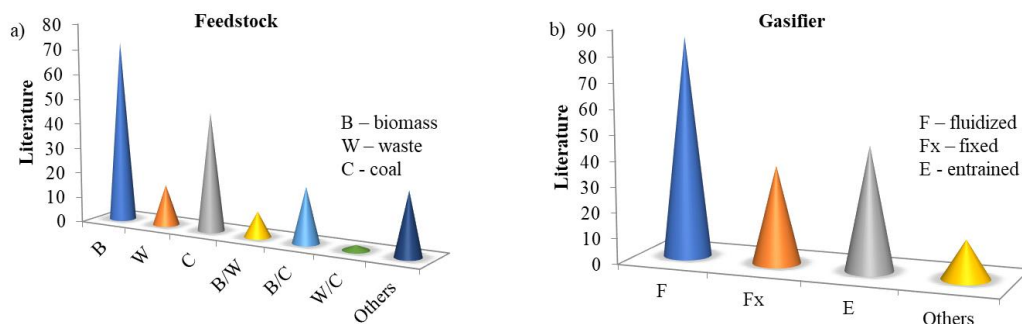 a)
Feedstock
Literature
80
70
60
50
40
30
20
10
0
B
W
C
B/W
B/C
W/C
Others
B – biomass
W – waste
C - coal
b)
Gasifier
Literature
90
80
70
60
50
40
30
20
10
0
F
Fx
E
Others
F – fluidized
Fx – fixed
E - entrained